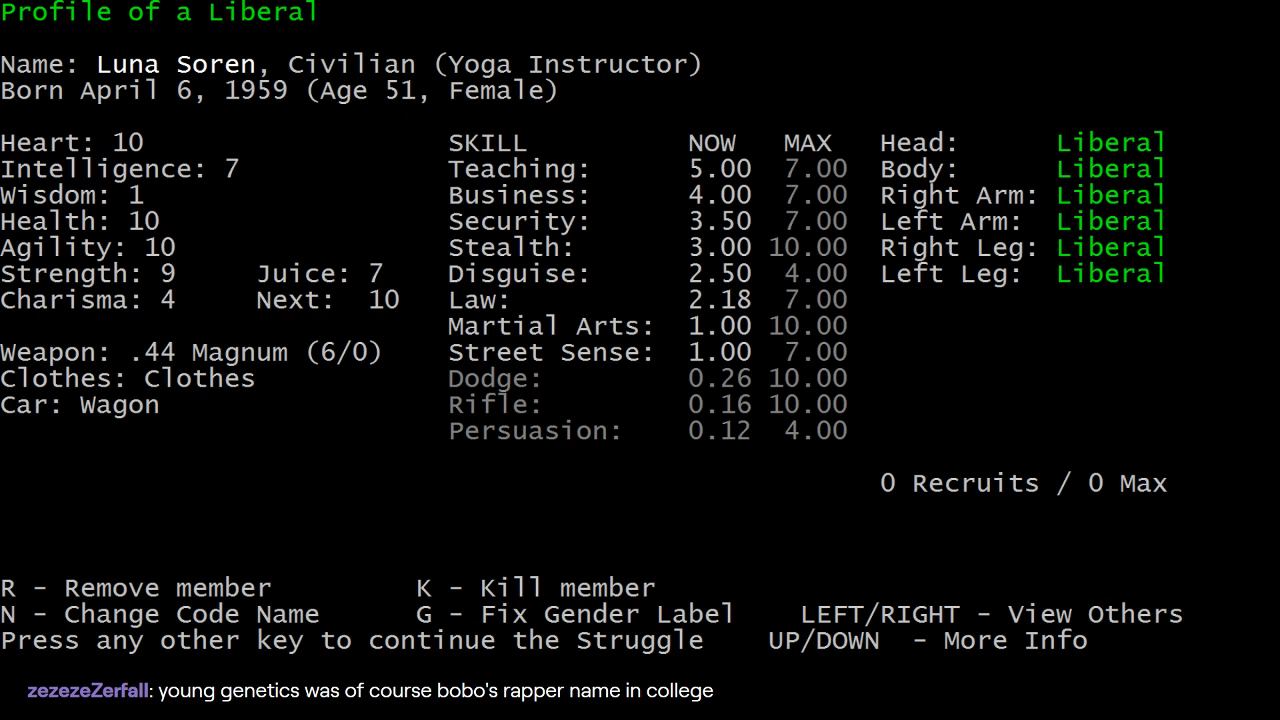 Profile of a Liberal
Name: Luna Soren, Civilian (Yoga Instructor)
Born April 6, 1959 (Age 51, Female)
Heart: 10 SKILL NOW MAX Head: Liberal
Intelligence: 7 Teaching: 5.00 7.00 Body: Liberal
Wisdom: 1 Business: 4.00 7.00 Right Arm: Liberal
Health: 10 Security: 3.50 7.00 Left Arm: Liberal
Agility: 10 Stealth: 3.00 10.00 Right Leg: Liberal
Strength: 9 Juice: 7 Disguise: 2.50 4.00 Left Leg: Liberal
Charisma: 4 Next: 10 Law: 2.18 7.00
Martial Arts: 1.00 10.00
Weapon: .44 Magnum (6/0) Street Sense: 1.00 7.00
Clothes: Clothes Dodge: 0.26 10.00
Car: Wagon Rifle: 0.16 10.00
Persuasion: 0.12 4.00
0 Recruits / 0 Max
R - Remove member K - Kill member
N - Change Code Name G - Fix Gender Label LEFT/RIGHT - View Others
Press any other key to continue the Struggle UP/DOWN - More Info
zezezeZerfall: young genetics was of course bobo's rapper name in college